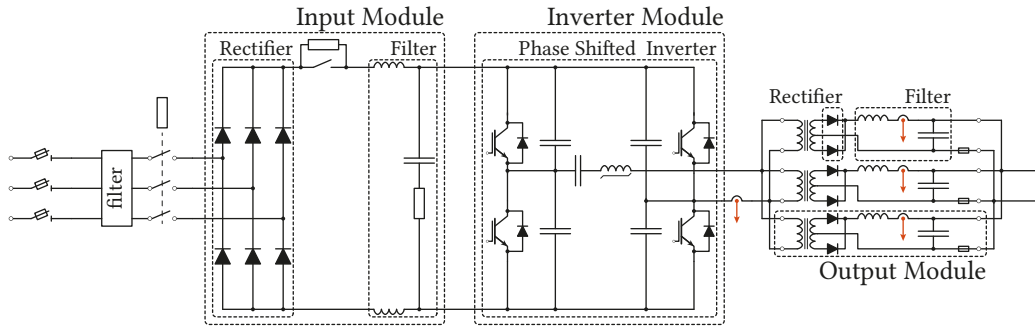 Input Module
Inverter Module
Rectifier
Filter
Phase Shifted Inverter
Rectifier
Filter
filter
Output Module